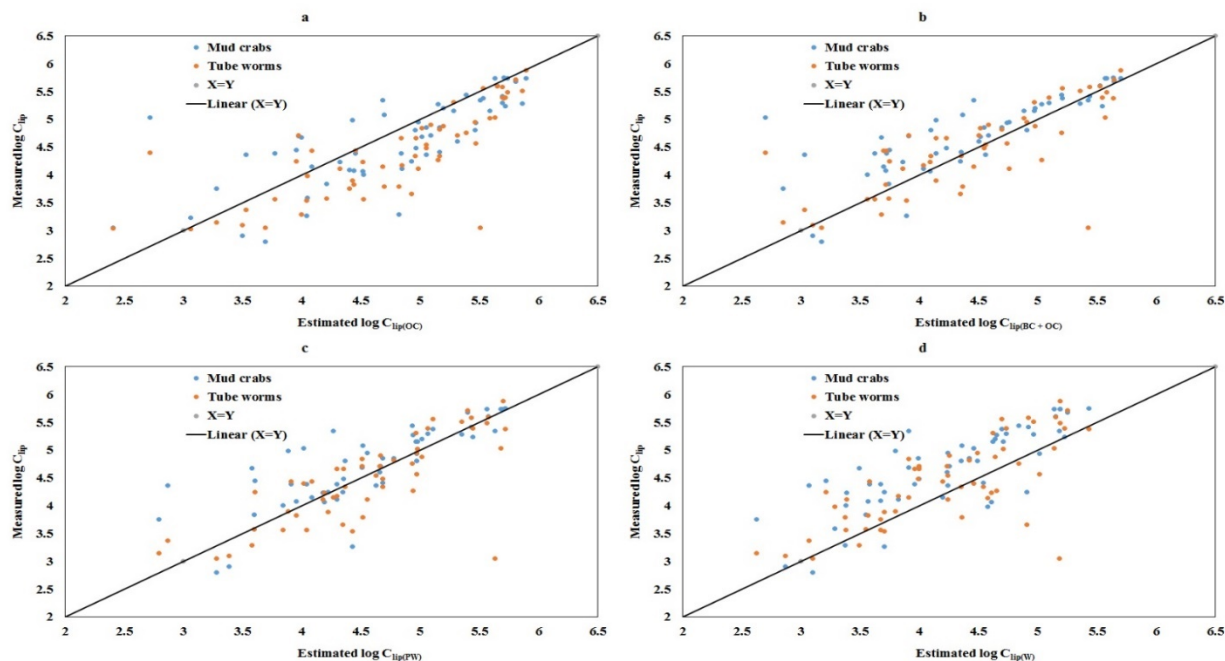 a
6.5
6
5.5
5
4.5
4
3.5
3
2.5
2
Measured log Clip
Mud crabs
Tube worms
X=Y
Linear (X=Y)
2 2.5 3 3.5 4 4.5 5 5.5 6 6.5
Estimated log Clip(OC)
b
6.5
6
5.5
5
4.5
4
3.5
3
2.5
2
Measured log Clip
Mud crabs
Tube worms
X=Y
Linear (X=Y)
2 2.5 3 3.5 4 4.5 5 5.5 6 6.5
Estimated log Clip(BC + OC)
c
6.5
6
5.5
5
4.5
4
3.5
3
2.5
2
Measured log Clip
Mud crabs
Tube worms
X=Y
Linear (X=Y)
2 2.5 3 3.5 4 4.5 5 5.5 6 6.5
Estimated log Clip(PW)
d
6.5
6
5.5
5
4.5
4
3.5
3
2.5
2
Measured log Clip
Mud crabs
Tube worms
X=Y
Linear (X=Y)
2 2.5 3 3.5 4 4.5 5 5.5 6 6.5
Estimated log Clip(W)